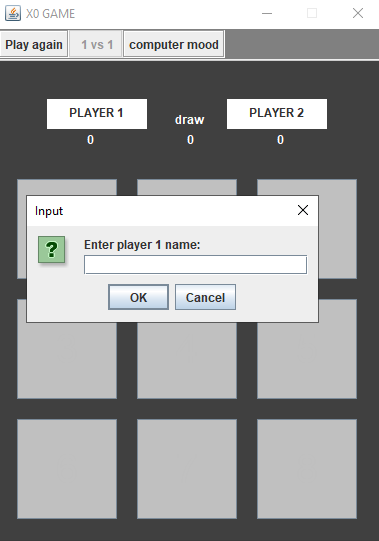 X0 GAME
Play again 1 vs 1 computer mood
PLAYER 1 draw PLAYER 2
0 0 0
Input
?
Enter player 1 name:
OK Cancel